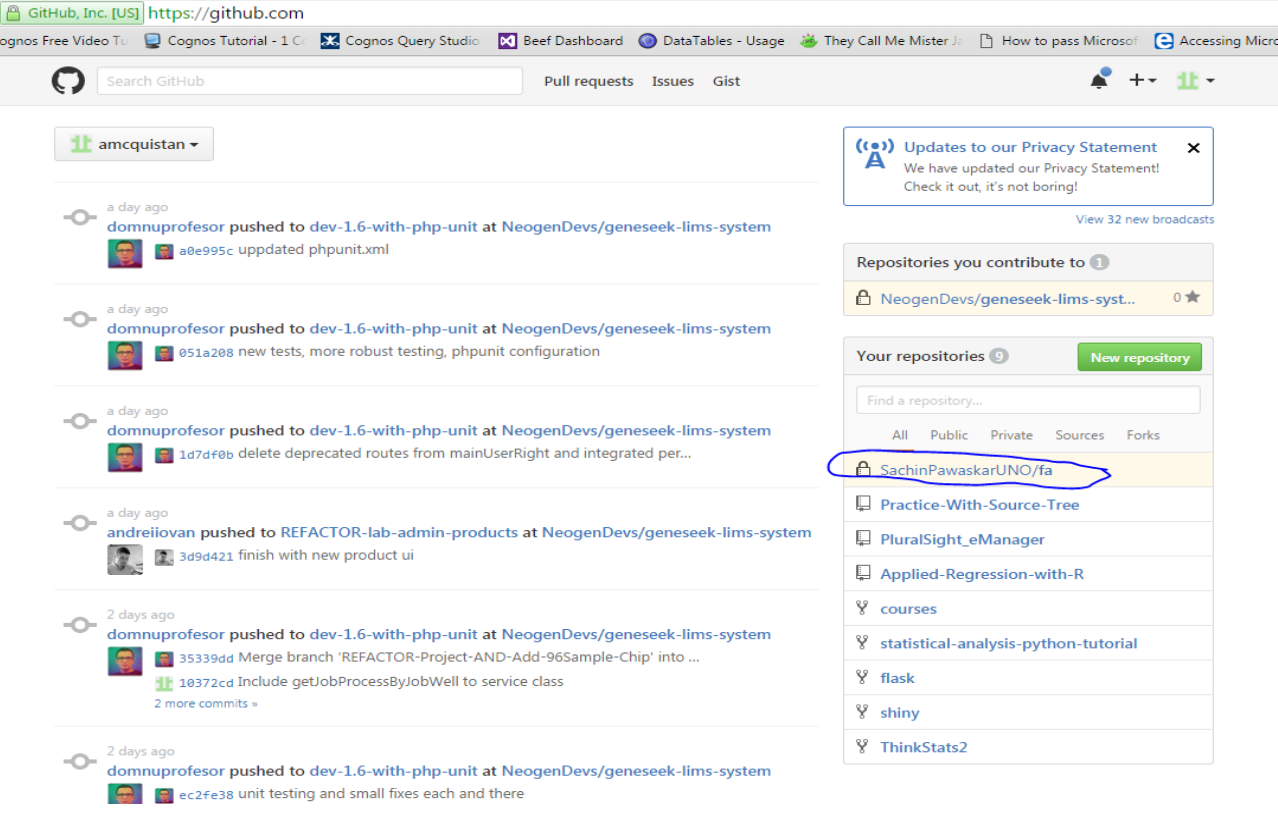 GitHub, Inc. [US] https://github.com
ognos Free Video Tu Cognos Tutorial - 1 Co Cognos Query Studio Beef Dashboard DataTables - Usage They Call Me Mister Ja How to pass Microsof Accessing Micro
Search GitHub Pull requests Issues Gist
amcquistan
a day ago
domnuprofesor pushed to dev-1.6-with-php-unit at NeogenDevs/geneseek-lims-system
a0e995c uppdated phpunit.xml
a day ago
domnuprofesor pushed to dev-1.6-with-php-unit at NeogenDevs/geneseek-lims-system
051a208 new tests, more robust testing, phpunit configuration
a day ago
domnuprofesor pushed to dev-1.6-with-php-unit at NeogenDevs/geneseek-lims-system
1d7df0b delete deprecated routes from mainUserRight and integrated per...
a day ago
andreiiovan pushed to REFACTOR-lab-admin-products at NeogenDevs/geneseek-lims-system
3d9d421 finish with new product ui
2 days ago
domnuprofesor pushed to dev-1.6-with-php-unit at NeogenDevs/geneseek-lims-system
35339dd Merge branch 'REFACTOR-Project-AND-Add-96Sample-Chip' into ...
10372cd Include getJobProcessByJobWell to service class
2 more commits »
2 days ago
domnuprofesor pushed to dev-1.6-with-php-unit at NeogenDevs/geneseek-lims-system
ec2fe38 unit testing and small fixes each and there
Updates to our Privacy Statement
We have updated our Privacy Statement!
Check it out, it's not boring!
View 32 new broadcasts
Repositories you contribute to 1
NeogenDevs/geneseek-lims-syst... 0
Your repositories 9 New repository
Find a repository...
All Public Private Sources Forks
SachinPawaskarUNO/fa
Practice-With-Source-Tree
PluralSight_eManager
Applied-Regression-with-R
courses
statistical-analysis-python-tutorial
flask
shiny
ThinkStats2